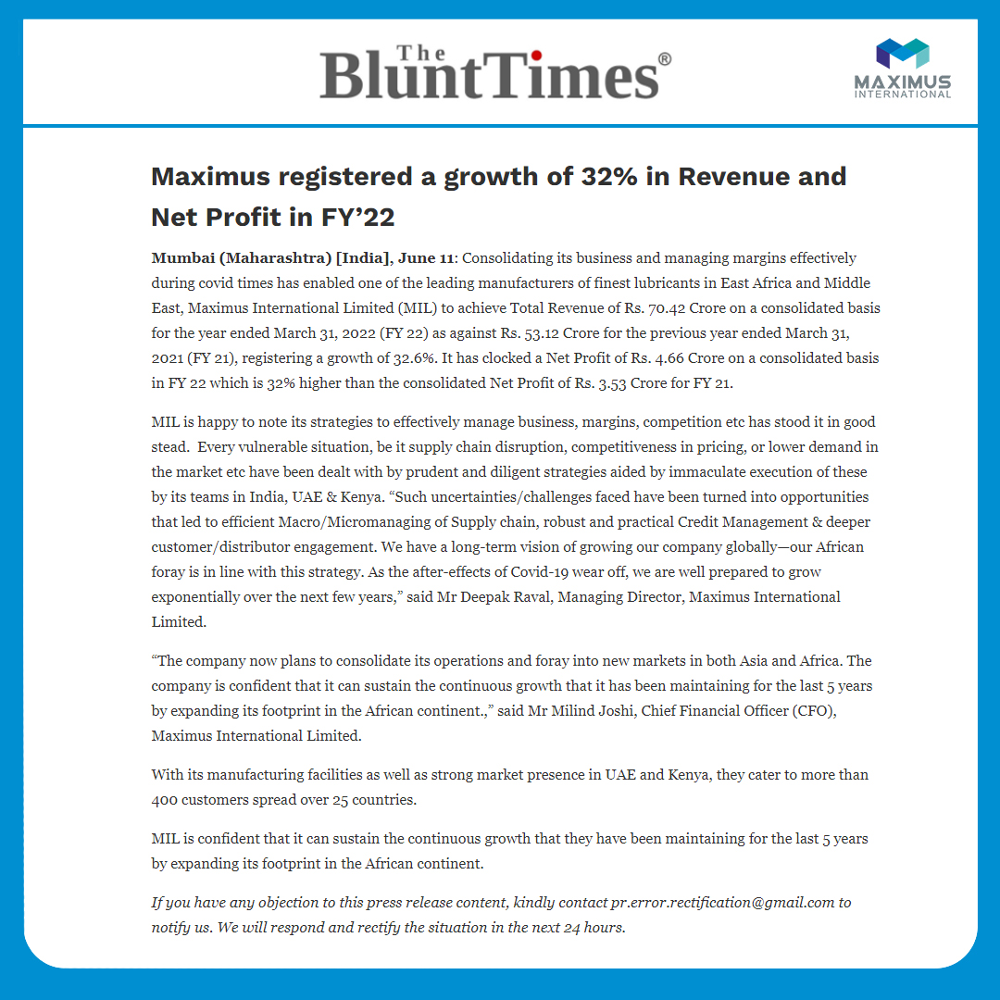 The
BluntTimes®
MAXIMUS
INTERNATIONAL
Maximus registered a growth of 32% in Revenue and
Net Profit in FY’22
Mumbai (Maharashtra) [India], June 11: Consolidating its business and managing margins effectively
during covid times has enabled one of the leading manufacturers of finest lubricants in East Africa and Middle
East, Maximus International Limited (MIL) to achieve Total Revenue of Rs. 70.42 Crore on a consolidated basis
for the year ended March 31, 2022 (FY 22) as against Rs. 53.12 Crore for the previous year ended March 31,
2021 (FY 21), registering a growth of 32.6%. It has clocked a Net Profit of Rs. 4.66 Crore on a consolidated basis
in FY 22 which is 32% higher than the consolidated Net Profit of Rs. 3.53 Crore for FY 21.
MIL is happy to note its strategies to effectively manage business, margins, competition etc has stood it in good
stead.  Every vulnerable situation, be it supply chain disruption, competitiveness in pricing, or lower demand in
the market etc have been dealt with by prudent and diligent strategies aided by immaculate execution of these
by its teams in India, UAE & Kenya. “Such uncertainties/challenges faced have been turned into opportunities
that led to efficient Macro/Micromanaging of Supply chain, robust and practical Credit Management & deeper
customer/distributor engagement. We have a long-term vision of growing our company globally—our African
foray is in line with this strategy. As the after-effects of Covid-19 wear off, we are well prepared to grow
exponentially over the next few years,” said Mr Deepak Raval, Managing Director, Maximus International
Limited.
“The company now plans to consolidate its operations and foray into new markets in both Asia and Africa. The
company is confident that it can sustain the continuous growth that it has been maintaining for the last 5 years
by expanding its footprint in the African continent.,” said Mr Milind Joshi, Chief Financial Officer (CFO),
Maximus International Limited.
With its manufacturing facilities as well as strong market presence in UAE and Kenya, they cater to more than
400 customers spread over 25 countries.
MIL is confident that it can sustain the continuous growth that they have been maintaining for the last 5 years
by expanding its footprint in the African continent.
If you have any objection to this press release content, kindly contact pr.error.rectification@gmail.com to
notify us. We will respond and rectify the situation in the next 24 hours.